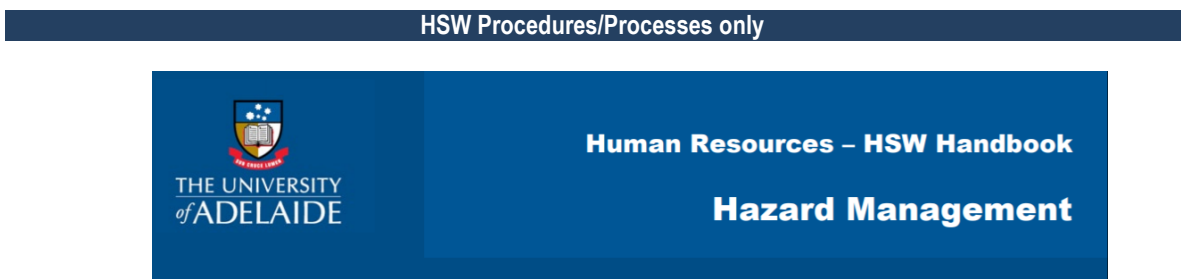 HSW Procedures/Processes only
Human Resources – HSW Handbook
Hazard Management
THE UNIVERSITY
of ADELAIDE